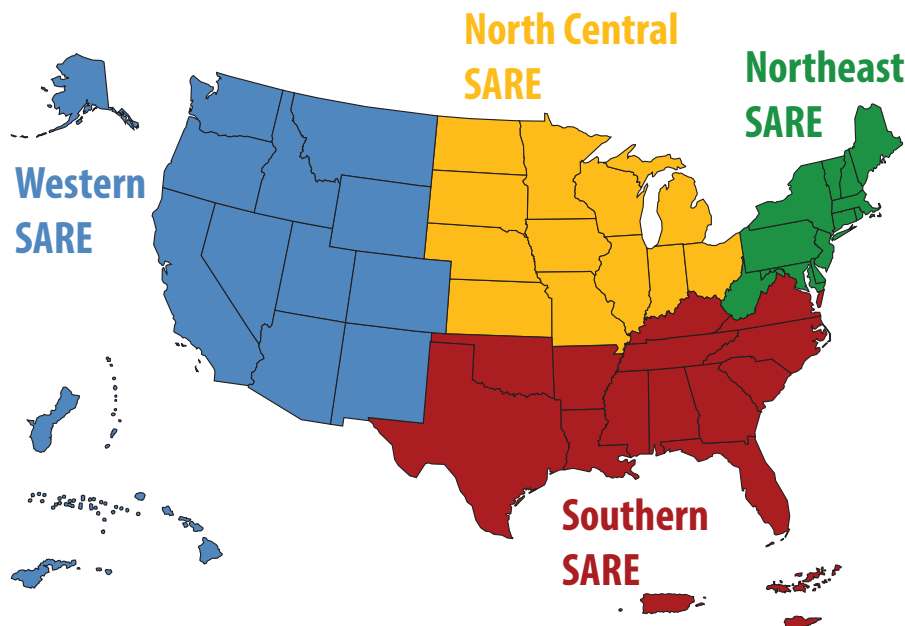 North Central
SARE
Northeast
SARE
Western
SARE
Southern
SARE